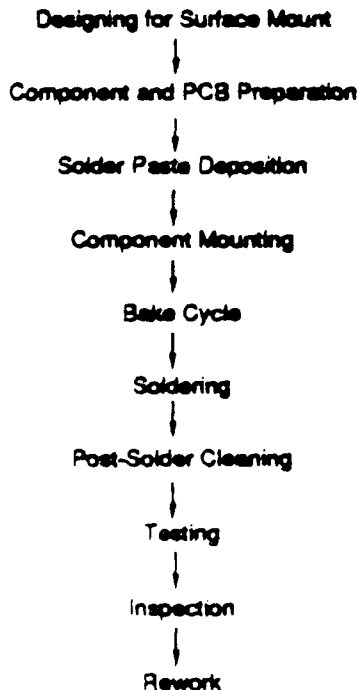 Designing for Surface Mount
Component and PCB Preparation
Solder Paste Deposition
Component Mounting
Bake Cycle
Soldering
Post-Solder Cleaning
Testing
Inspection
Rework